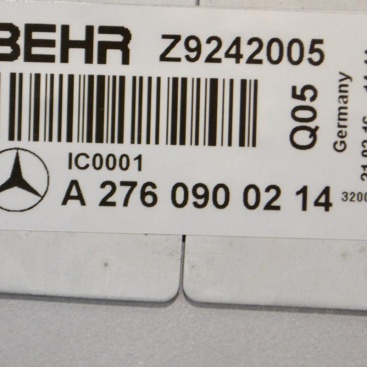 BEHR Z9242005
IC0001
A 276 090 02 14
Q05
Germany